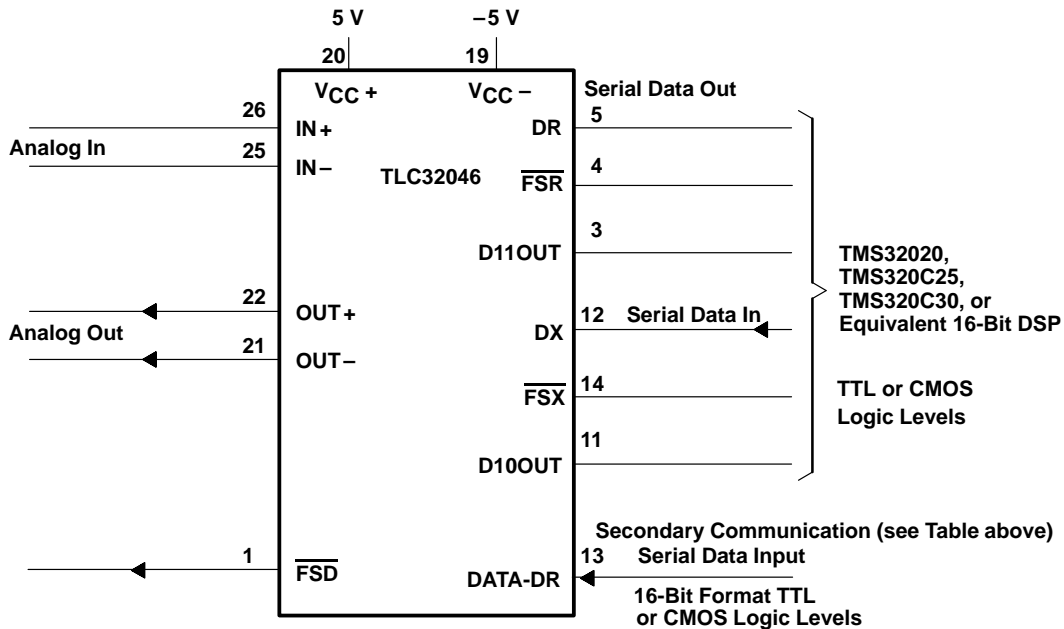 5 V
–5 V
20
19
VCC +
VCC –
Serial Data Out
26
IN+
DR
5
Analog In
25
IN–
TLC32046
FSR
4
D11OUT
3
TMS32020,
TMS320C25,
TMS320C30, or
Equivalent 16-Bit DSP
22
OUT+
Analog Out
DX
12
Serial Data In
21
OUT–
FSX
14
TTL or CMOS
Logic Levels
D10OUT
11
Secondary Communication (see Table above)
1
FSD
DATA-DR
13
Serial Data Input
16-Bit Format TTL
or CMOS Logic Levels